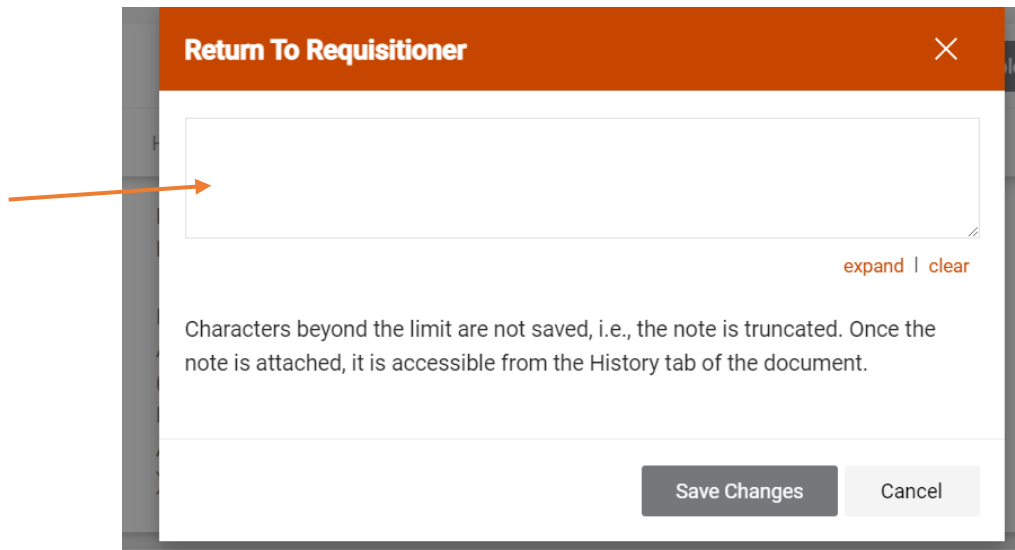 Return To Requisitioner
expand | clear
Characters beyond the limit are not saved, i.e., the note is truncated. Once the
note is attached, it is accessible from the History tab of the document.
Save Changes
Cancel